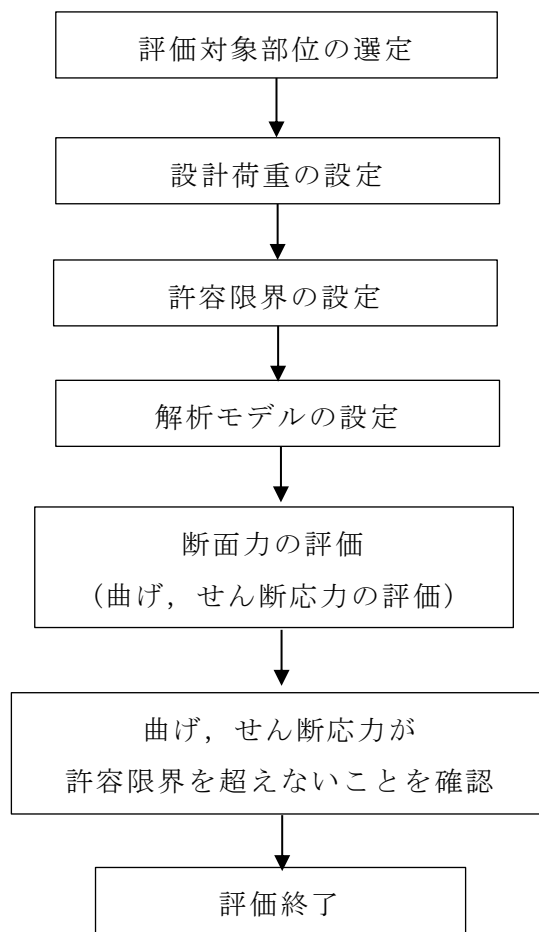 評価対象部位の選定
設計荷重の設定
許容限界の設定
解析モデルの設定
断面力の評価
(曲げ，せん断応力の評価)
曲げ，せん断応力が
許容限界を超えないことを確認
評価終了